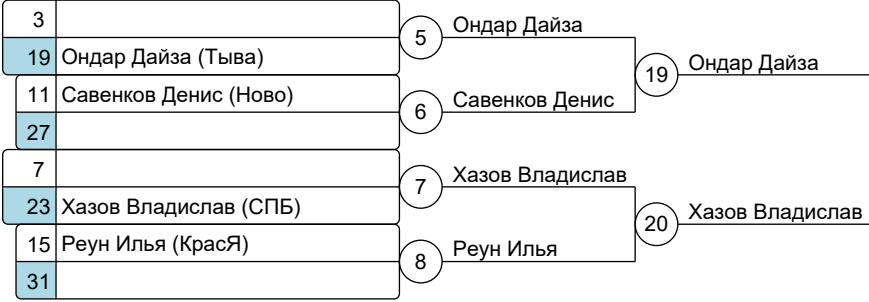 3
19 Ондар Дайза (Тыва)
11 Савенков Денис (Ново)
27
7
23 Хазов Владислав (СПБ)
15 Реун Илья (КрасЯ)
31
5
Ондар Дайза
6
Савенков Денис
7
Хазов Владислав
8
Реун Илья
19
Ондар Дайза
20
Хазов Владислав